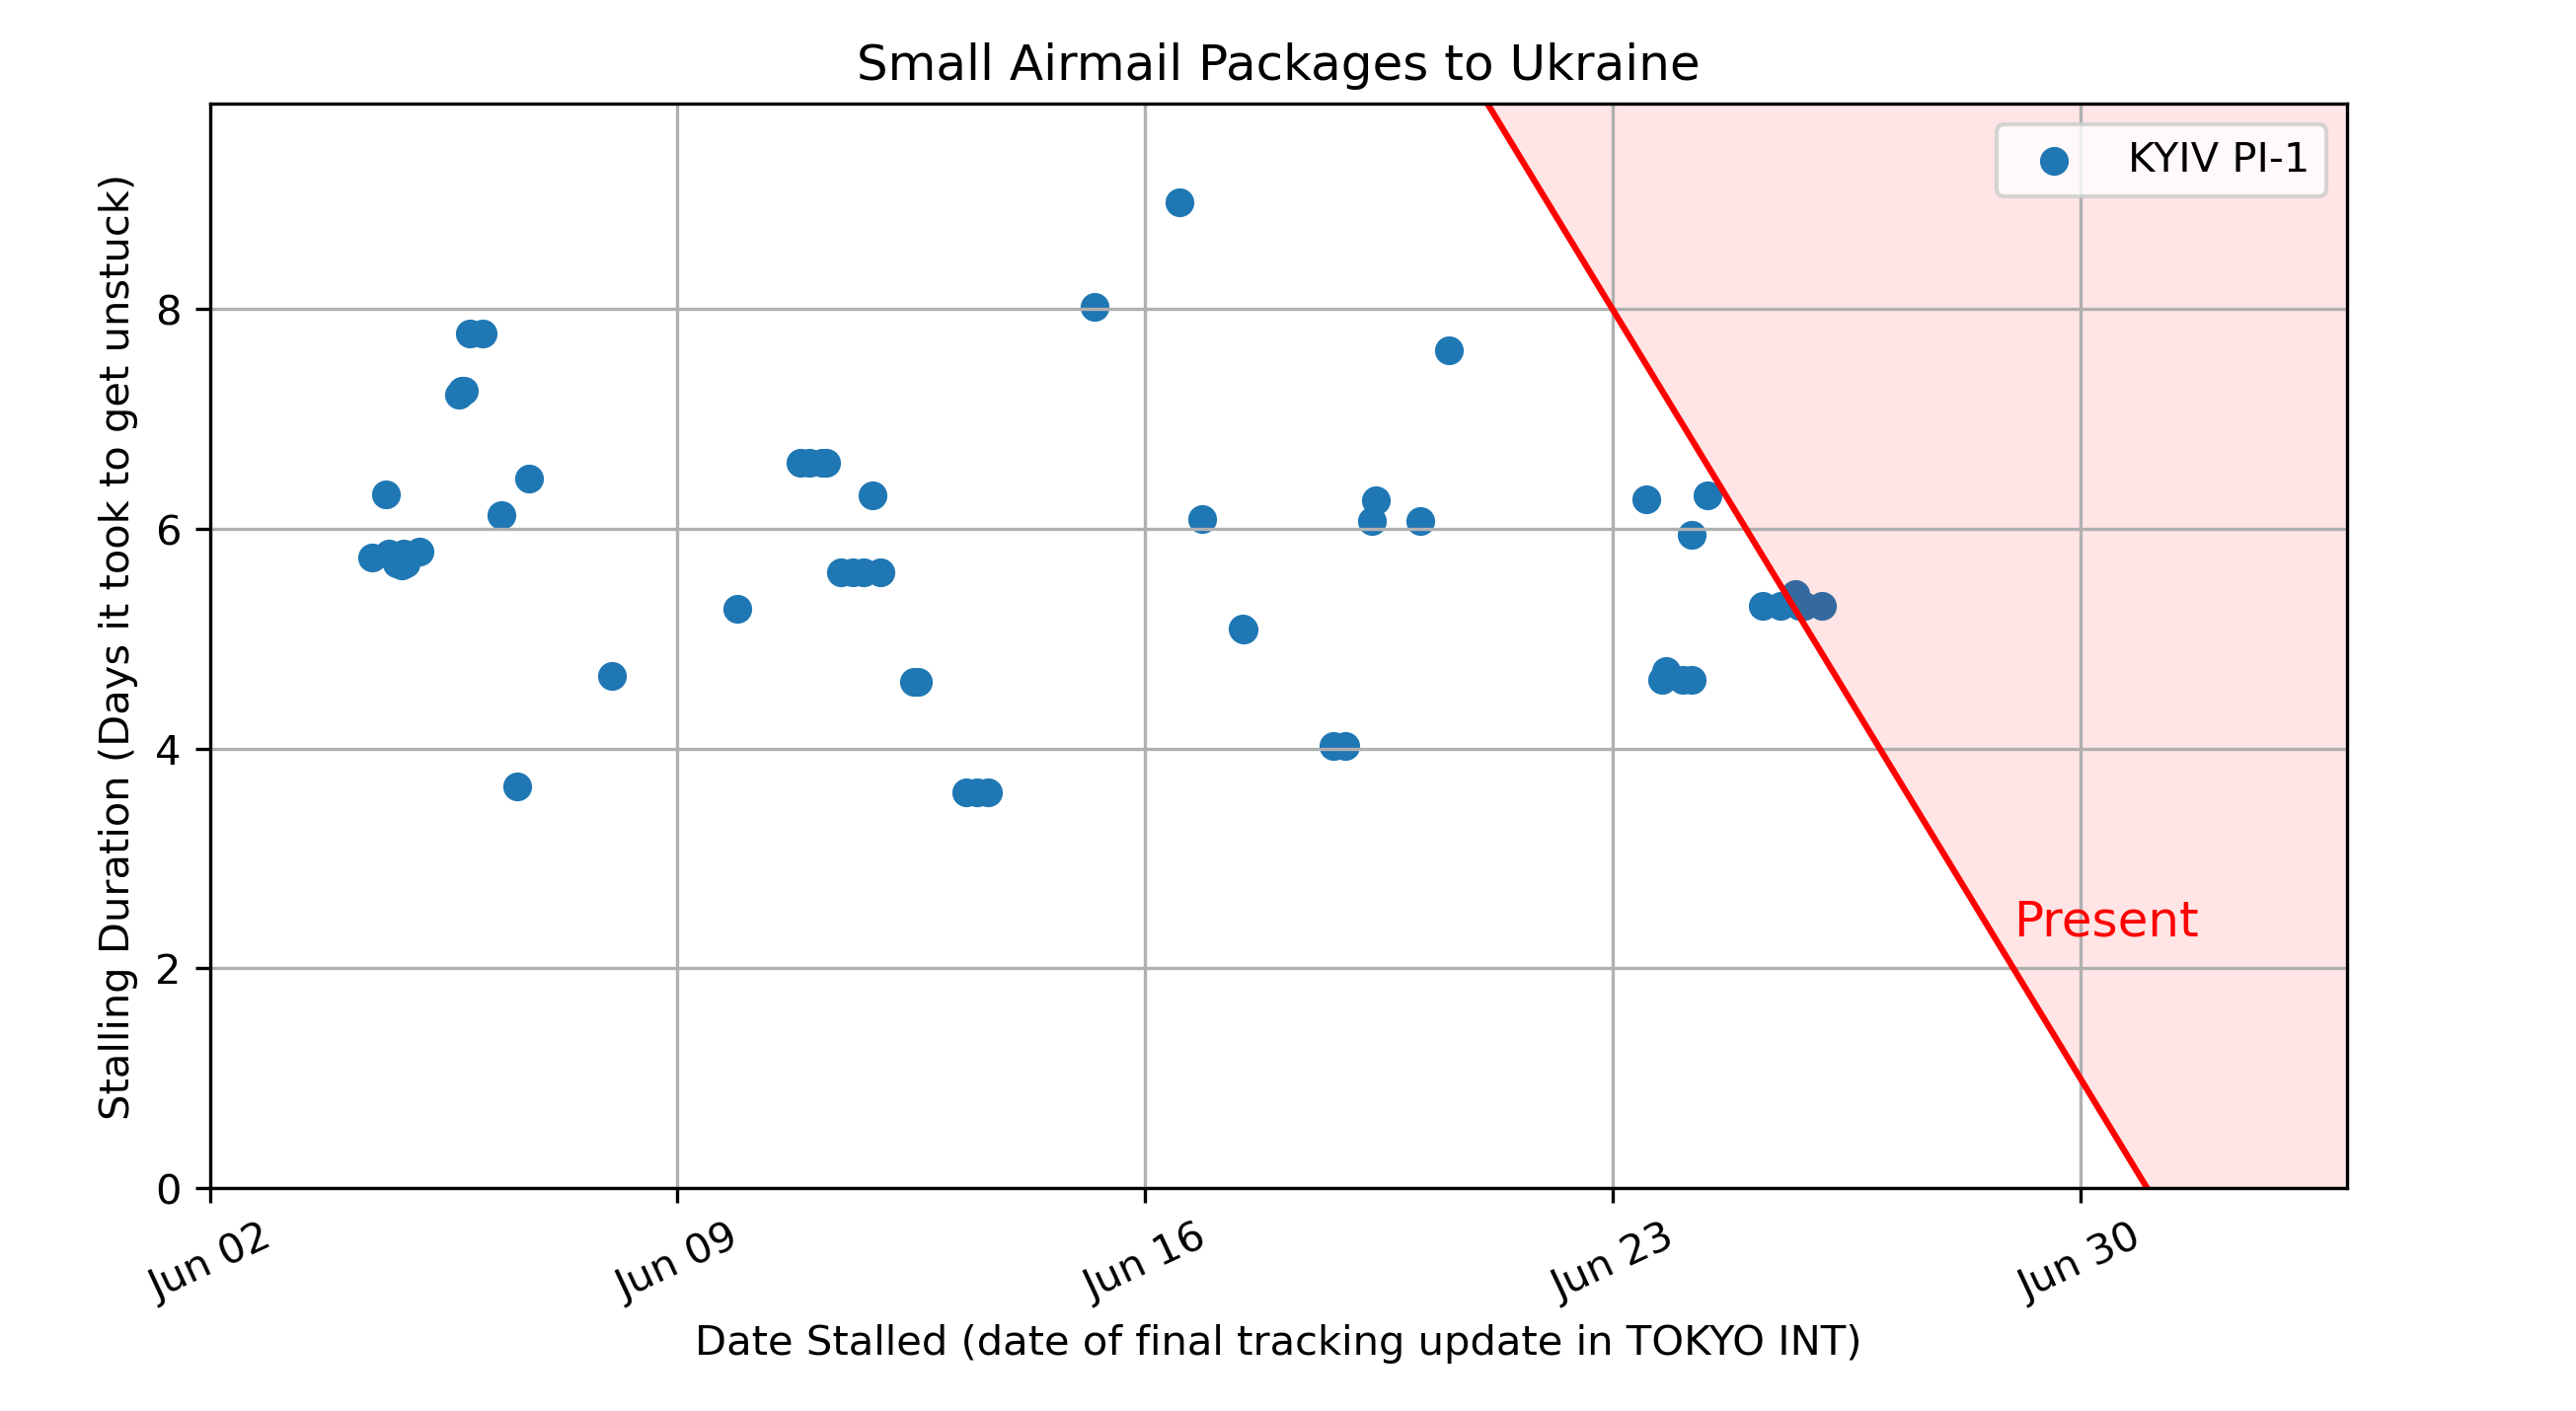 Small Airmail Packages to Ukraine
KYIV PI-1
Stalling Duration (Days it took to get unstuck)
8
6
4
2
0
Present
Jun 02
Jun 09
Jun 16
Jun 23
Jun 30
Date Stalled (date of final tracking update in TOKYO INT)